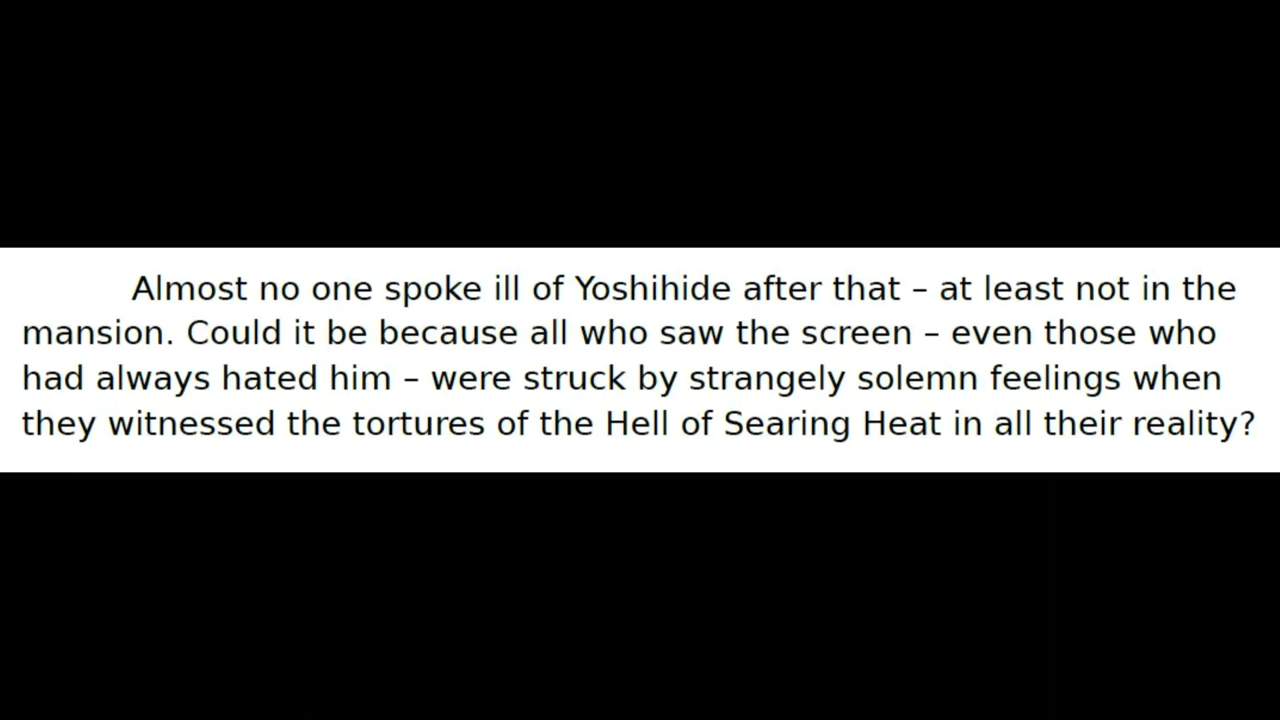 Almost no one spoke ill of Yoshihide after that – at least not in the
mansion. Could it be because all who saw the screen – even those who
had always hated him – were struck by strangely solemn feelings when
they witnessed the tortures of the Hell of Searing Heat in all their reality?